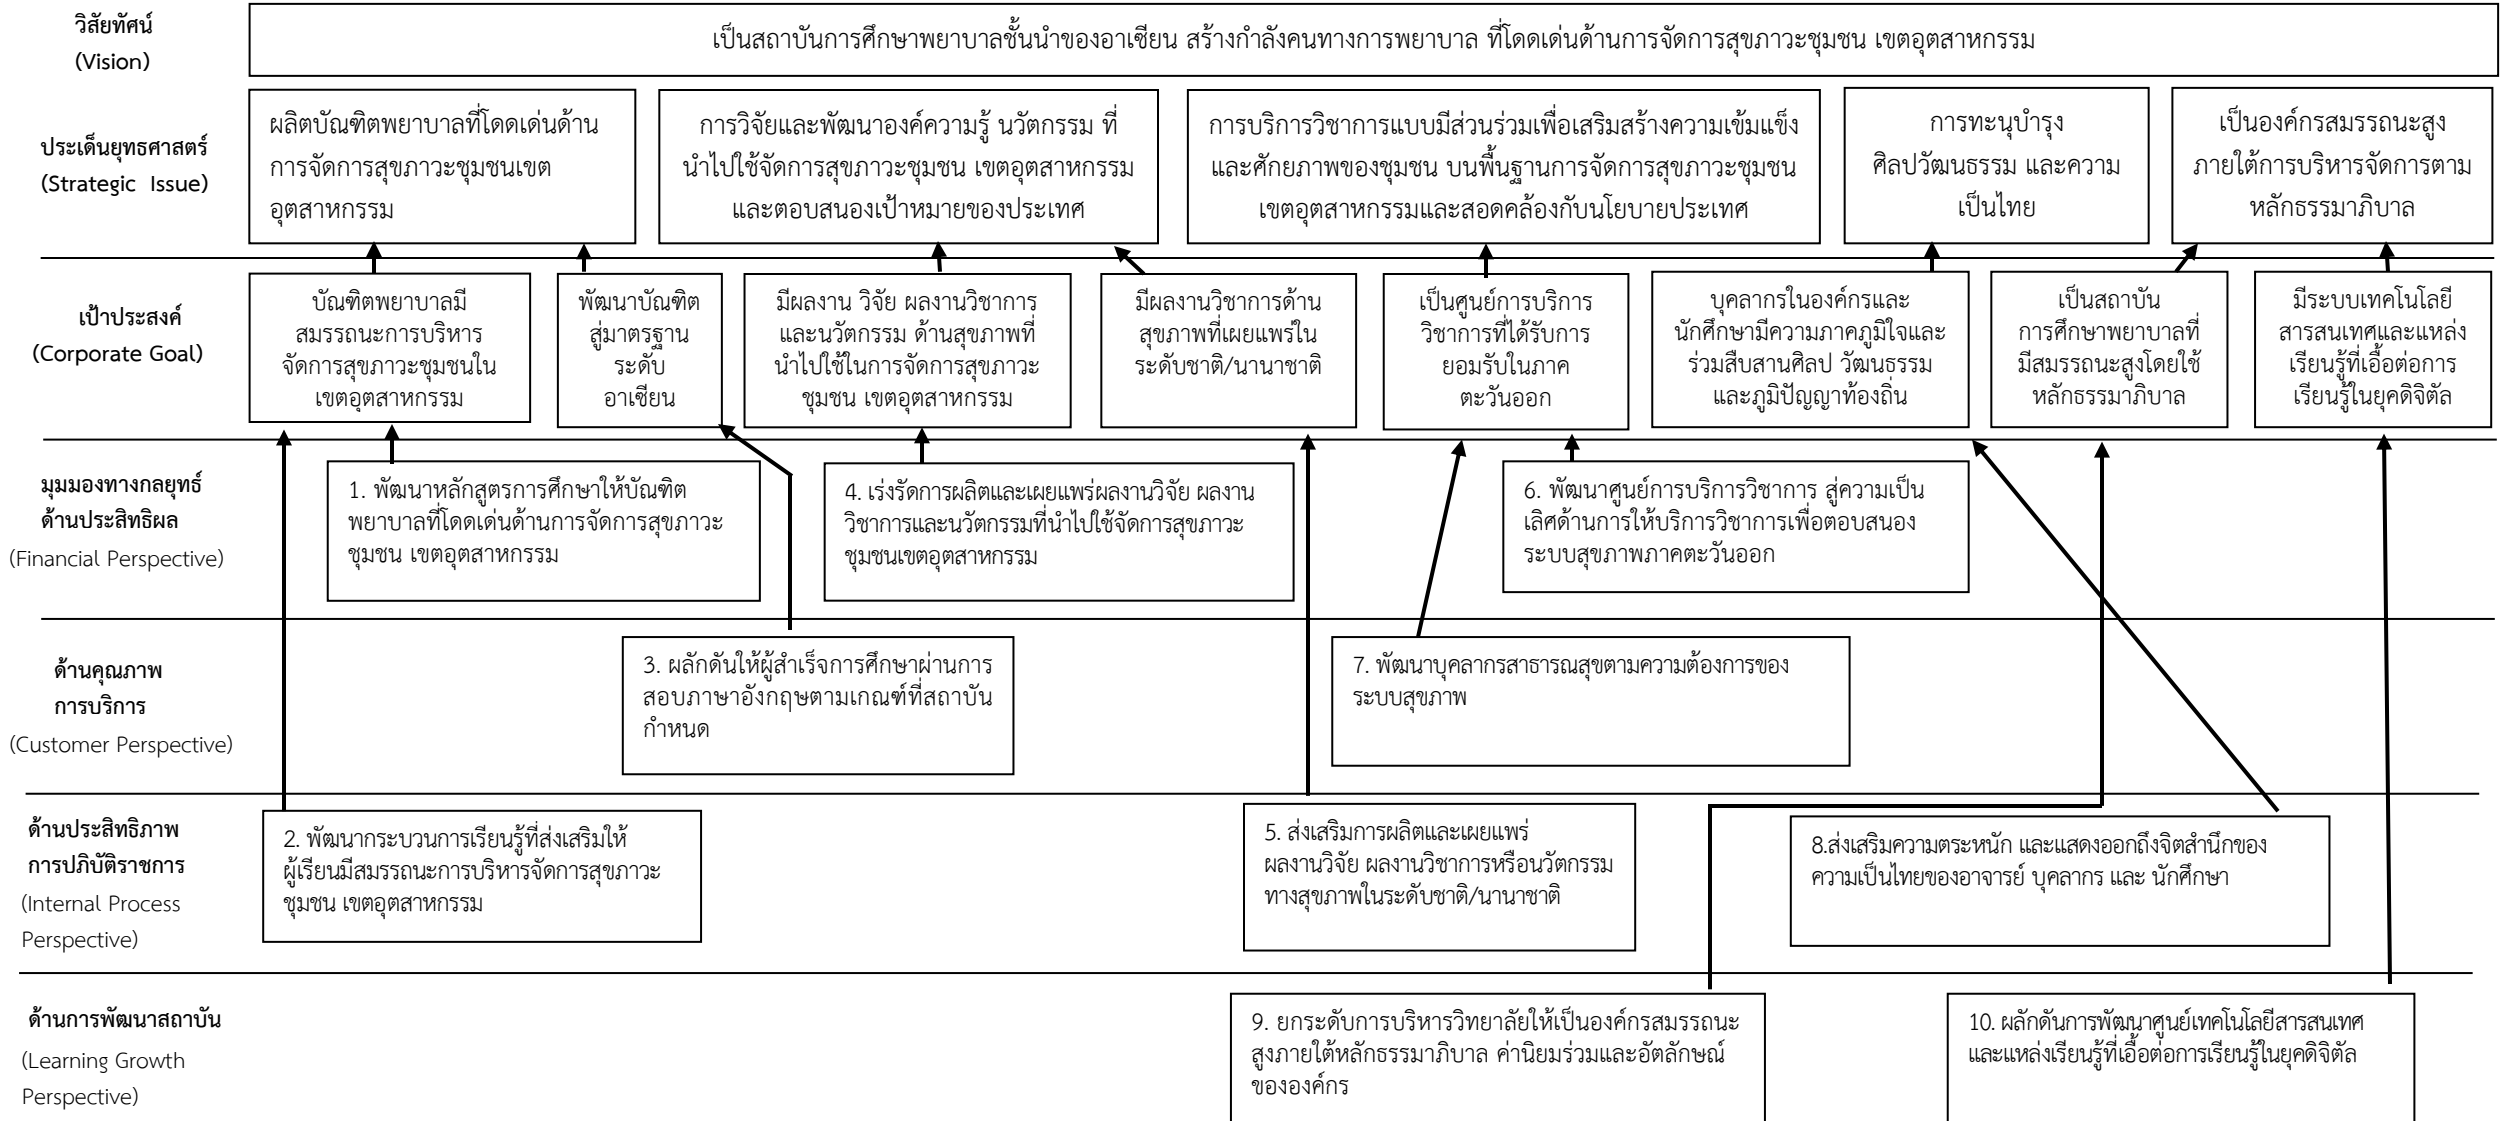 วิสัยทัศน์
(Vision)
เป็นสถาบันการศึกษาพยาบาลชั้นนำของอาเซียน สร้างกำลังคนทางการพยาบาล ที่โดดเด่นด้านการจัดการสุขภาวะชุมชน เขตอุตสาหกรรม
ประเด็นยุทธศาสตร์
(Strategic Issue)
ผลิตบัณฑิตพยาบาลที่โดดเด่นด้าน
การจัดการสุขภาวะชุมชนเขต
อุตสาหกรรม
การวิจัยและพัฒนาองค์ความรู้ นวัตกรรม ที่
นำไปใช้จัดการสุขภาวะชุมชน เขตอุตสาหกรรม
และตอบสนองเป้าหมายของประเทศ
การบริการวิชาการแบบมีส่วนร่วมเพื่อเสริมสร้างความเข้มแข็ง
และศักยภาพของชุมชน บนพื้นฐานการจัดการสุขภาวะชุมชน
เขตอุตสาหกรรมและสอดคล้องกับนโยบายประเทศ
การทะนุบำรุง
ศิลปวัฒนธรรม และความ
เป็นไทย
เป็นองค์กรสมรรถนะสูง
ภายใต้การบริหารจัดการตาม
หลักธรรมาภิบาล
เป้าประสงค์
(Corporate Goal)
บัณฑิตพยาบาลมี
สมรรถนะการบริหาร
จัดการสุขภาวะชุมชนใน
เขตอุตสาหกรรม
พัฒนาบัณฑิต
สู่มาตรฐาน
ระดับ
อาเซียน
มีผลงาน วิจัย ผลงานวิชาการ
และนวัตกรรม ด้านสุขภาพที่
นำไปใช้ในการจัดการสุขภาวะ
ชุมชน เขตอุตสาหกรรม
มีผลงานวิชาการด้าน
สุขภาพที่เผยแพร่ใน
ระดับชาติ/นานาชาติ
เป็นศูนย์การบริการ
วิชาการที่ได้รับการ
ยอมรับในภาค
ตะวันออก
บุคลากรในองค์กรและ
นักศึกษามีความภาคภูมิใจและ
ร่วมสืบสานศิลป วัฒนธรรม
และภูมิปัญญาท้องถิ่น
เป็นสถาบัน
การศึกษาพยาบาลที่
มีสมรรถนะสูงโดยใช้
หลักธรรมาภิบาล
มีระบบเทคโนโลยี
สารสนเทศและแหล่ง
เรียนรู้ที่เอื้อต่อการ
เรียนรู้ในยุคดิจิตัล
มุมมองทางกลยุทธ์
ด้านประสิทธิผล
(Financial Perspective)
1. พัฒนาหลักสูตรการศึกษาให้บัณฑิต
พยาบาลที่โดดเด่นด้านการจัดการสุขภาวะ
ชุมชน เขตอุตสาหกรรม
4. เร่งรัดการผลิตและเผยแพร่ผลงานวิจัย ผลงาน
วิชาการและนวัตกรรมที่นำไปใช้จัดการสุขภาวะ
ชุมชนเขตอุตสาหกรรม
6. พัฒนาศูนย์การบริการวิชาการ สู่ความเป็น
เลิศด้านการให้บริการวิชาการเพื่อตอบสนอง
ระบบสุขภาพภาคตะวันออก
ด้านคุณภาพ
การบริการ
(Customer Perspective)
3. ผลักดันให้ผู้สำเร็จการศึกษาผ่านการ
สอบภาษาอังกฤษตามเกณฑ์ที่สถาบัน
กำหนด
7. พัฒนาบุคลากรสาธารณสุขตามความต้องการของ
ระบบสุขภาพ
ด้านประสิทธิภาพ
การปฏิบัติราชการ
(Internal Process
Perspective)
2. พัฒนากระบวนการเรียนรู้ที่ส่งเสริมให้
ผู้เรียนมีสมรรถนะการบริหารจัดการสุขภาวะ
ชุมชน เขตอุตสาหกรรม
5. ส่งเสริมการผลิตและเผยแพร่
ผลงานวิจัย ผลงานวิชาการหรือนวัตกรรม
ทางสุขภาพในระดับชาติ/นานาชาติ
8.ส่งเสริมความตระหนัก และแสดงออกถึงจิตสำนึกของ
ความเป็นไทยของอาจารย์ บุคลากร และ นักศึกษา
ด้านการพัฒนาสถาบัน
(Learning Growth
Perspective)
9. ยกระดับการบริหารวิทยาลัยให้เป็นองค์กรสมรรถนะ
สูงภายใต้หลักธรรมาภิบาล ค่านิยมร่วมและอัตลักษณ์
ขององค์กร
10. ผลักดันการพัฒนาศูนย์เทคโนโลยีสารสนเทศ
และแหล่งเรียนรู้ที่เอื้อต่อการเรียนรู้ในยุคดิจิตัล